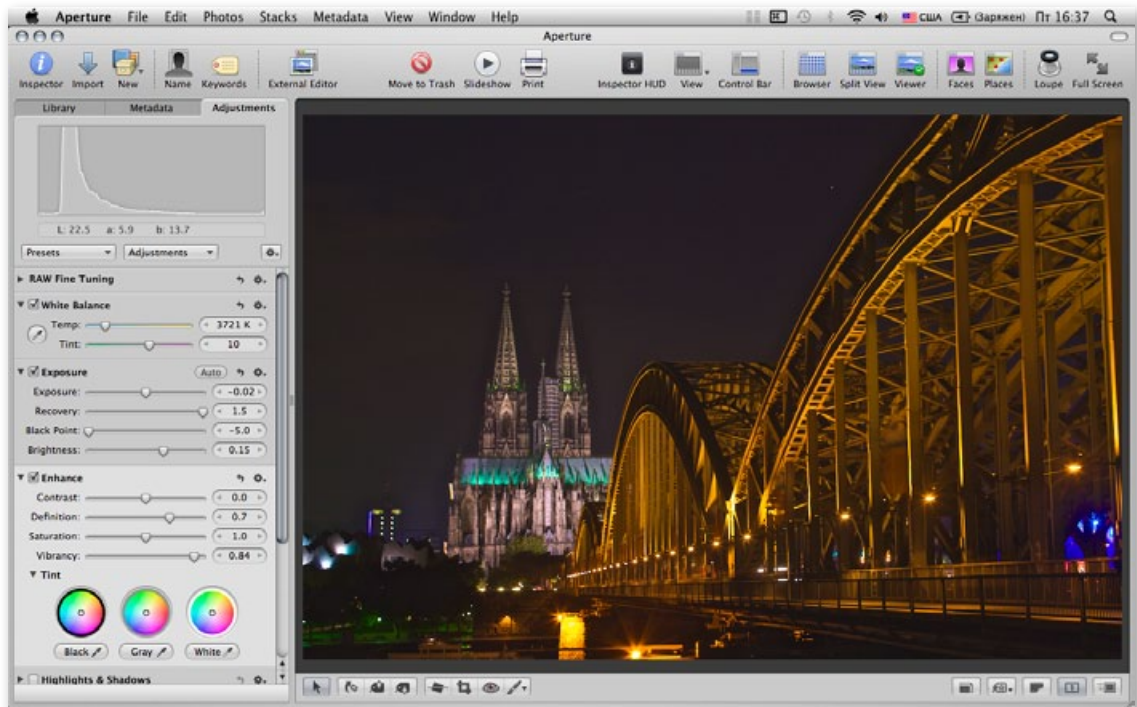 Aperture File Edit Photos Stacks Metadata View Window Help США (Заряжен) Пт 16:37
Aperture
Inspector Import New Name Keywords External Editor Move to Trash Slideshow Print Inspector HUD View Control Bar Browser Split View Viewer Faces Places Loupe Full Screen
Library Metadata Adjustments
L: 22.5 a: 5.9 b: 13.7
Presets Adjustments
RAW Fine Tuning
White Balance
Temp: 3721 K
Tint: 10
Exposure Auto
Exposure: -0.02
Recovery: 1.5
Black Point: -5.0
Brightness: 0.15
Enhance
Contrast: 0.0
Definition: 0.7
Saturation: 1.0
Vibrancy: 0.84
Tint
Black Gray White
Highlights & Shadows